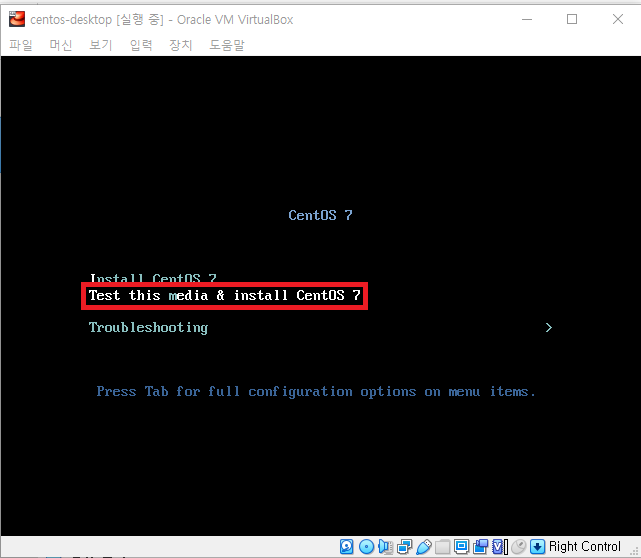 centos-desktop [실행 중] - Oracle VM VirtualBox
파일 머신 보기 입력 장치 도움말
CentOS 7
Install CentOS 7
Test this media & install CentOS 7
Troubleshooting >
Press Tab for full configuration options on menu items.
Right Control